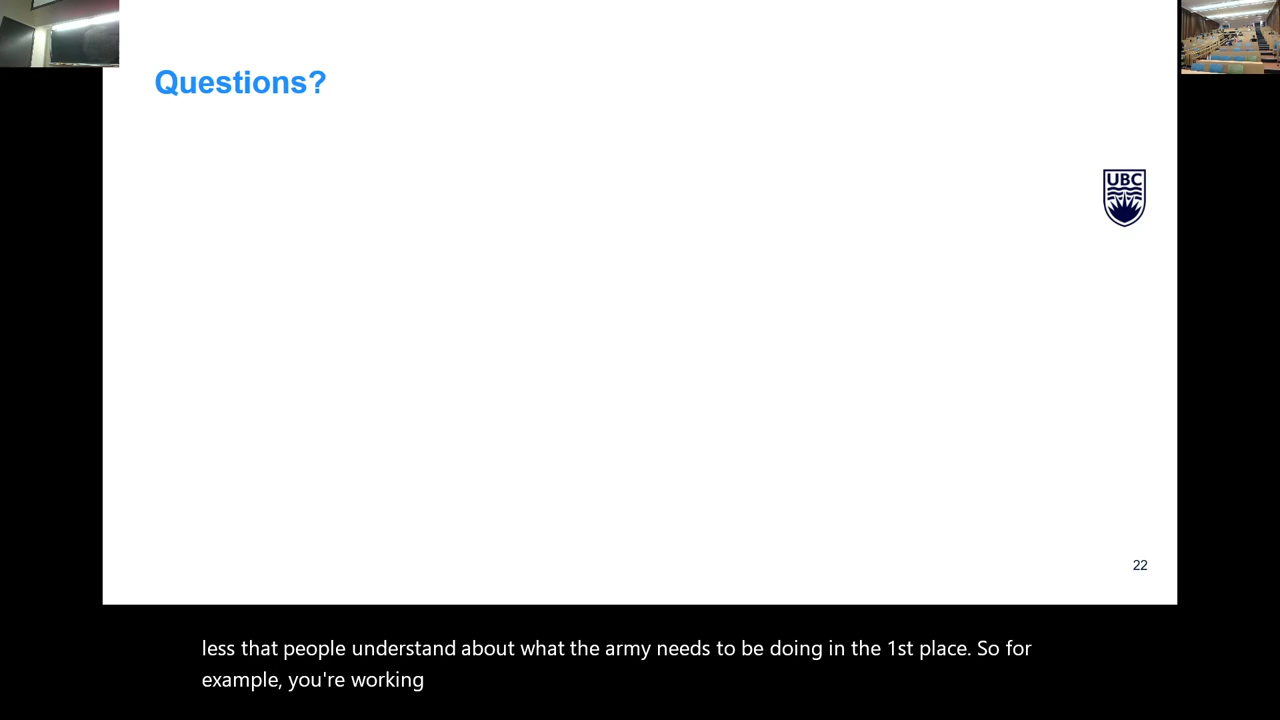 Questions?
UBC
22
less that people understand about what the army needs to be doing in the 1st place. So for
example, you're working